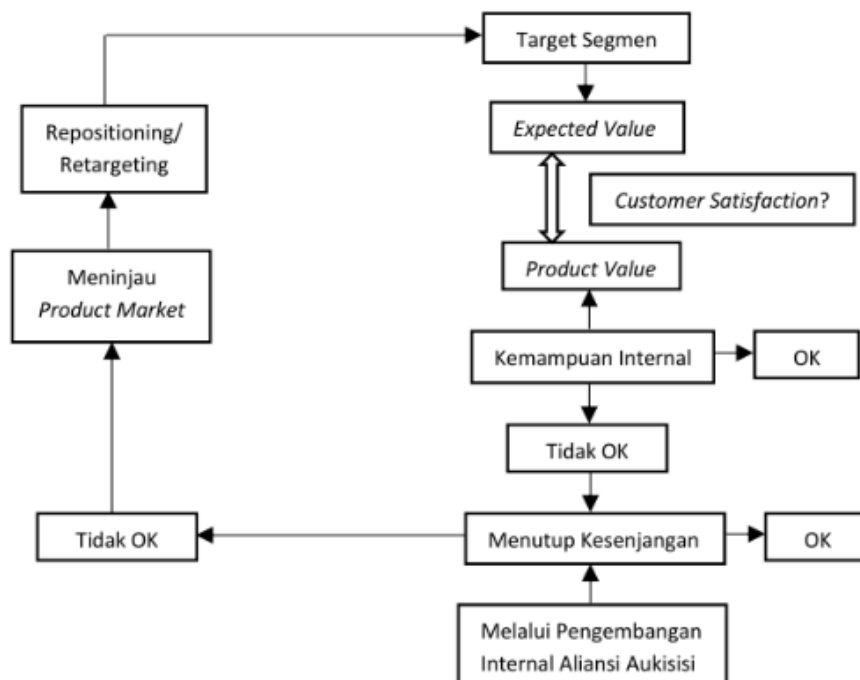 Target Segmen
Repositioning/
Retargeting
Expected Value
Customer Satisfaction?
Meninjau
Product Market
Product Value
Kemampuan Internal
OK
Tidak OK
Tidak OK
Menutup Kesenjangan
OK
Melalui Pengembangan
Internal Aliansi Aukisisi